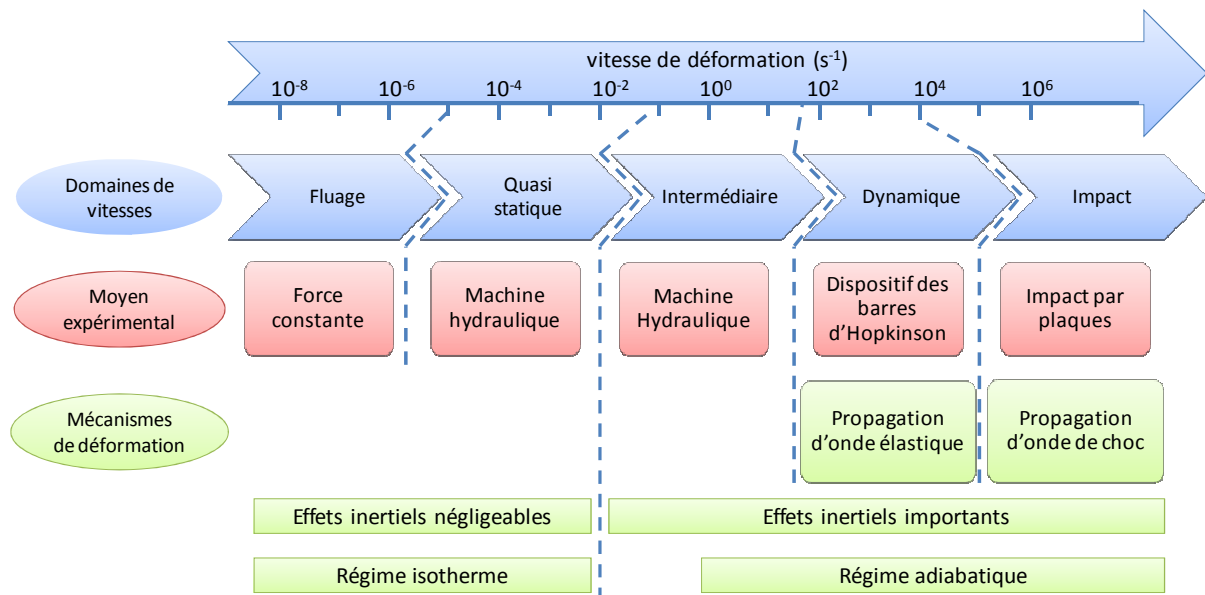 vitesse de déformation (s⁻¹)
10⁻⁸ 10⁻⁶ 10⁻⁴ 10⁻² 10⁰ 10² 10⁴ 10⁶
Domaines de
vitesses
Fluage
Quasi
statique
Intermédiaire
Dynamique
Impact
Moyen
expérimental
Force
constante
Machine
hydraulique
Machine
Hydraulique
Dispositif des
barres
d’Hopkinson
Impact par
plaques
Mécanismes
de déformation
Propagation
d’onde élastique
Propagation
d’onde de choc
Effets inertiels négligeables
Effets inertiels importants
Régime isotherme
Régime adiabatique